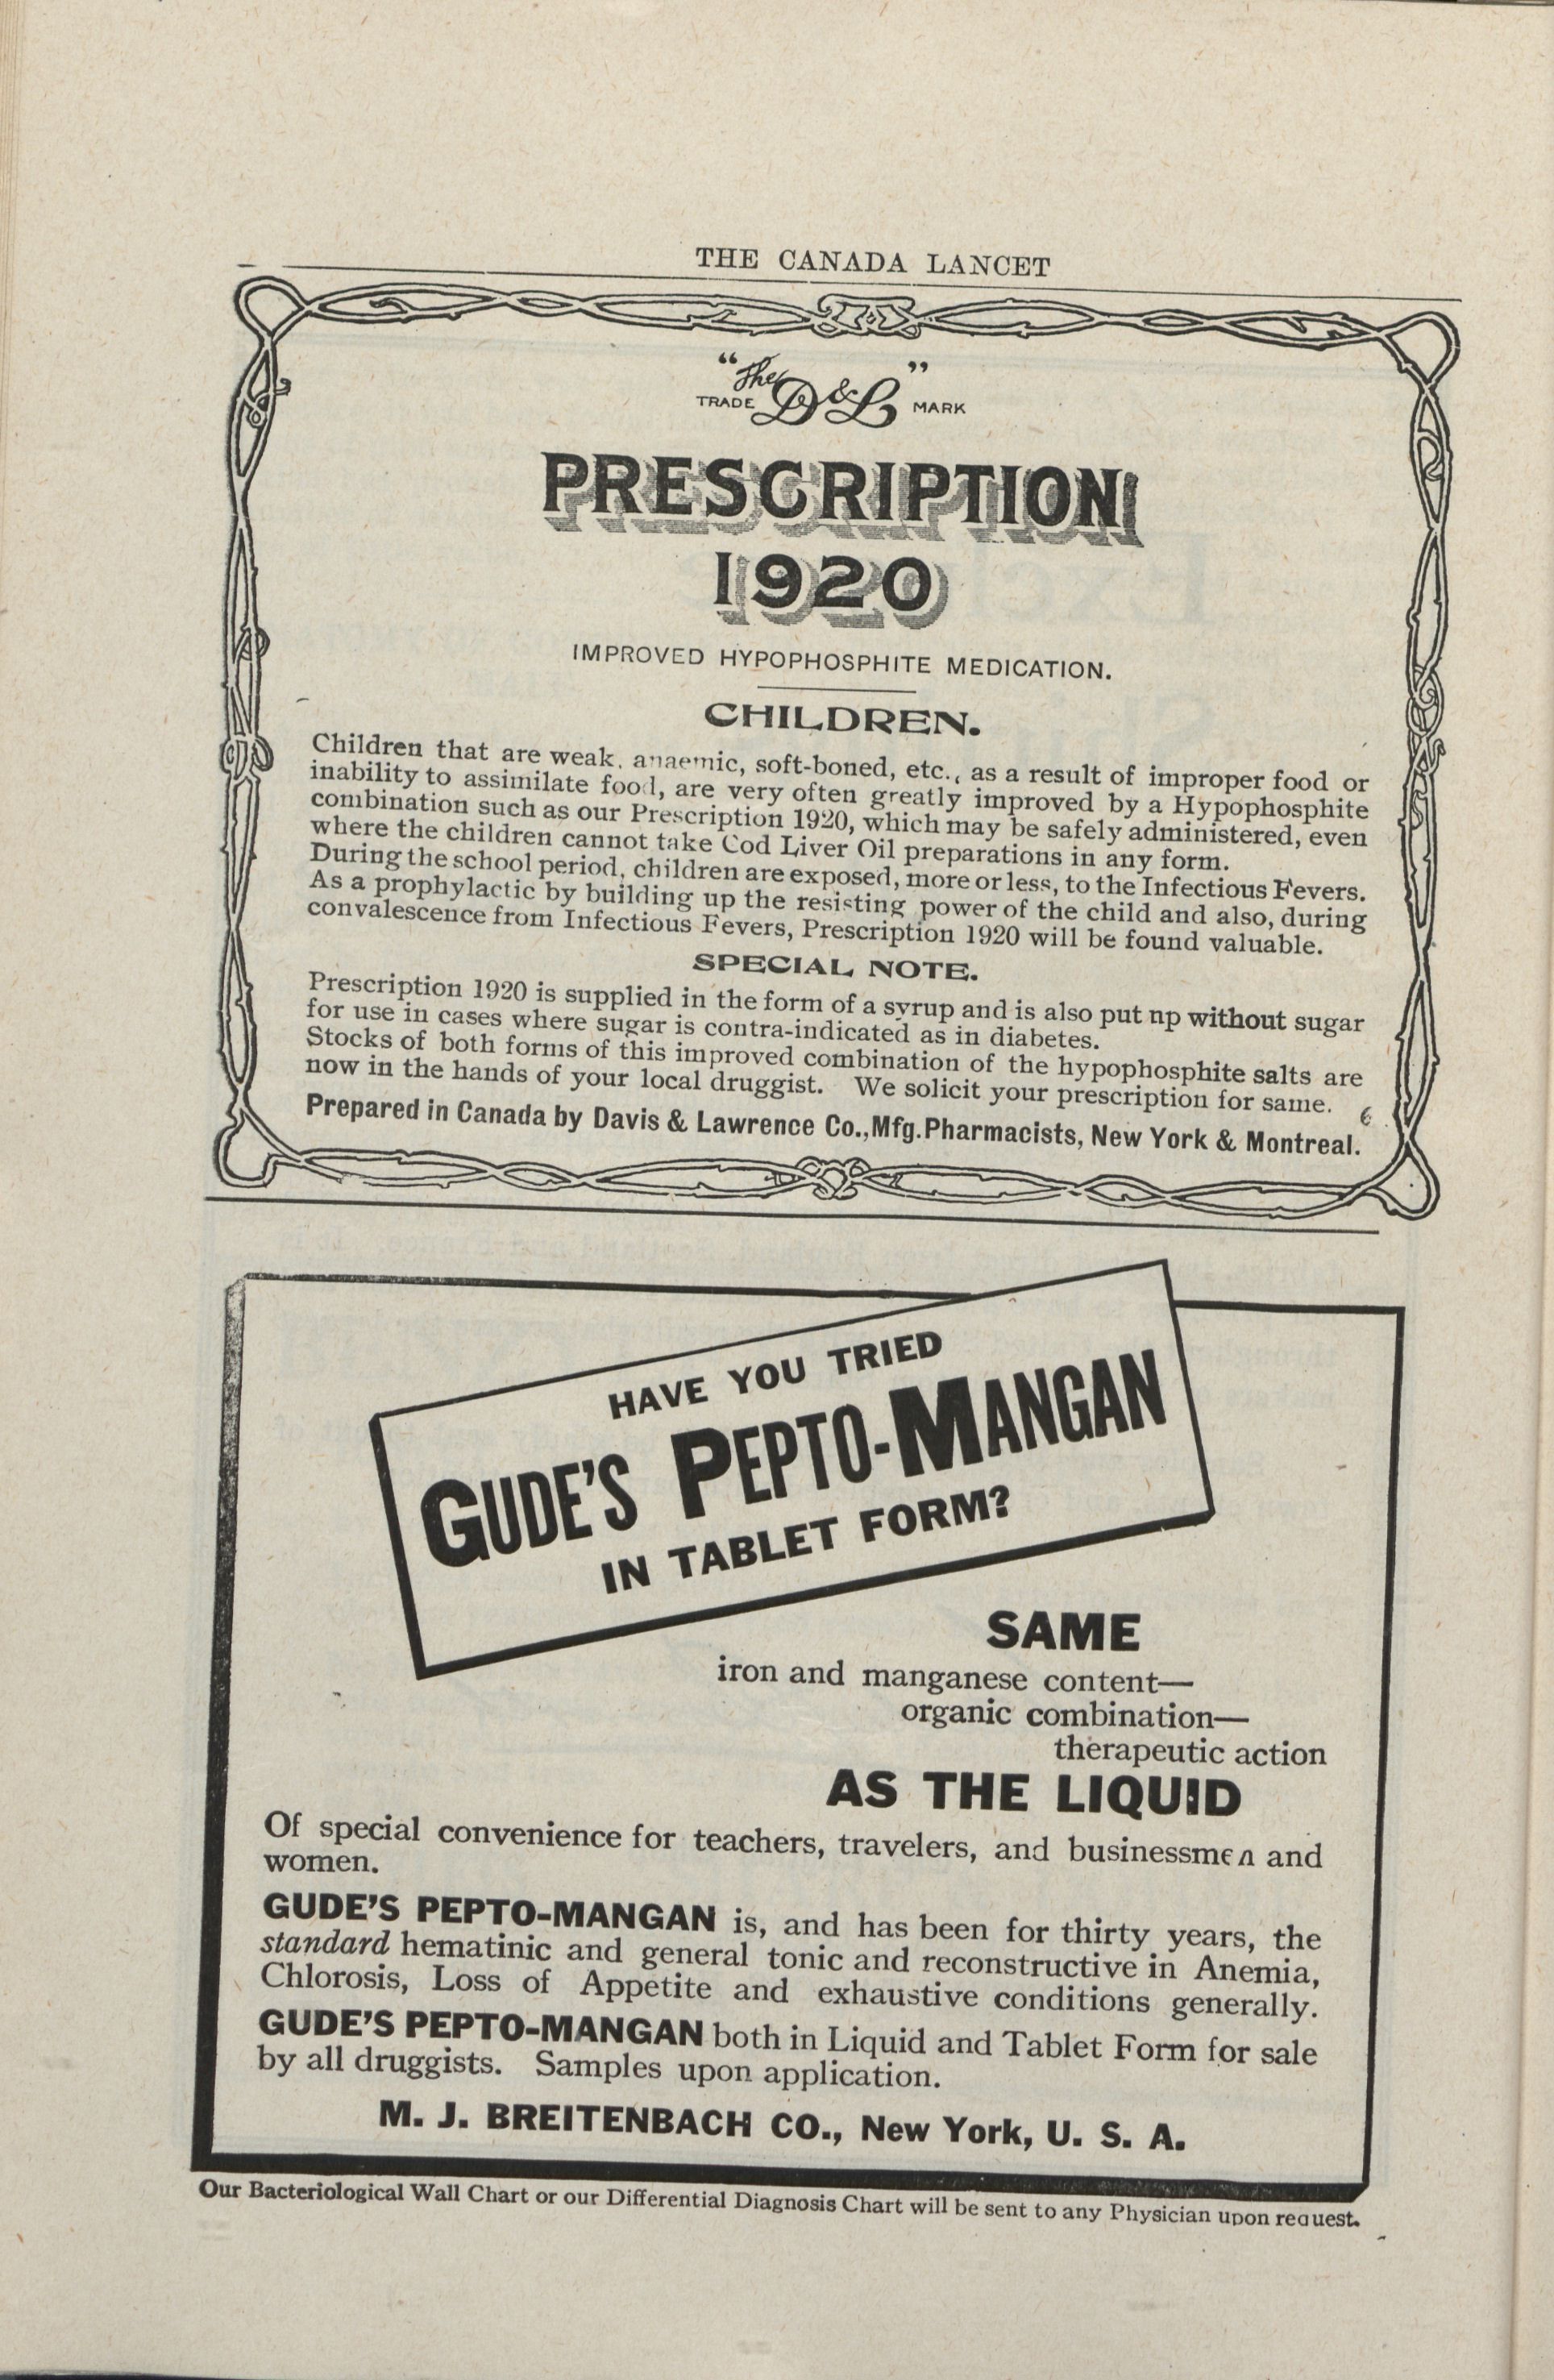 THE CANADA LANCET
"The D & L"
TRADE MARK
PRESCRIPTION
1920
IMPROVED HYPOPHOSPHITE MEDICATION.
CHILDREN.
Children that are weak, anaemic, soft-boned, etc., as a result of improper food or
inability to assimilate food, are very often greatly improved by a Hypophosphite
combination such as our Prescription 1920, which may be safely administered, even
where the children cannot take Cod Liver Oil preparations in any form.
During the school period, children are exposed, more or less, to the Infectious Fevers.
As a prophylactic by building up the resisting power of the child and also, during
convalescence from Infectious Fevers, Prescription 1920 will be found valuable.
SPECIAL NOTE.
Prescription 1920 is supplied in the form of a syrup and is also put np without sugar
for use in cases where sugar is contra-indicated as in diabetes.
Stocks of both forms of this improved combination of the hypophosphite salts are
now in the hands of your local druggist. We solicit your prescription for same. 6
Prepared in Canada by Davis & Lawrence Co., Mfg. Pharmacists, New York & Montreal.
HAVE YOU TRIED
GUDE'S PEPTO-MANGAN
IN TABLET FORM?
SAME
iron and manganese content—
organic combination—
therapeutic action
AS THE LIQUID
Of special convenience for teachers, travelers, and businessmen and
women.
GUDE'S PEPTO-MANGAN is, and has been for thirty years, the
standard hematinic and general tonic and reconstructive in Anemia,
Chlorosis, Loss of Appetite and exhaustive conditions generally.
GUDE'S PEPTO-MANGAN both in Liquid and Tablet Form for sale
by all druggists. Samples upon application.
M. J. BREITENBACH CO., New York, U. S. A.
Our Bacteriological Wall Chart or our Differential Diagnosis Chart will be sent to any Physician upon request.